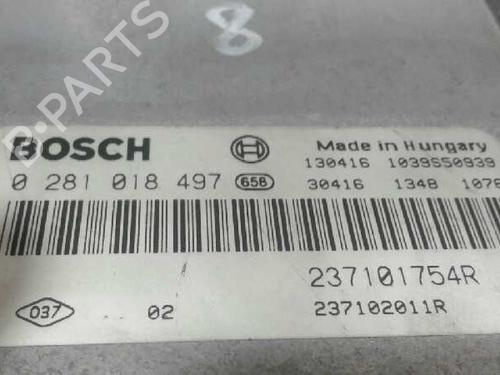 8
B-PARTS
BOSCH
Made in Hungary
130416 1039S50939
0 281 018 497 658
30416 1348 1078
237101754R
037 02
237102011R